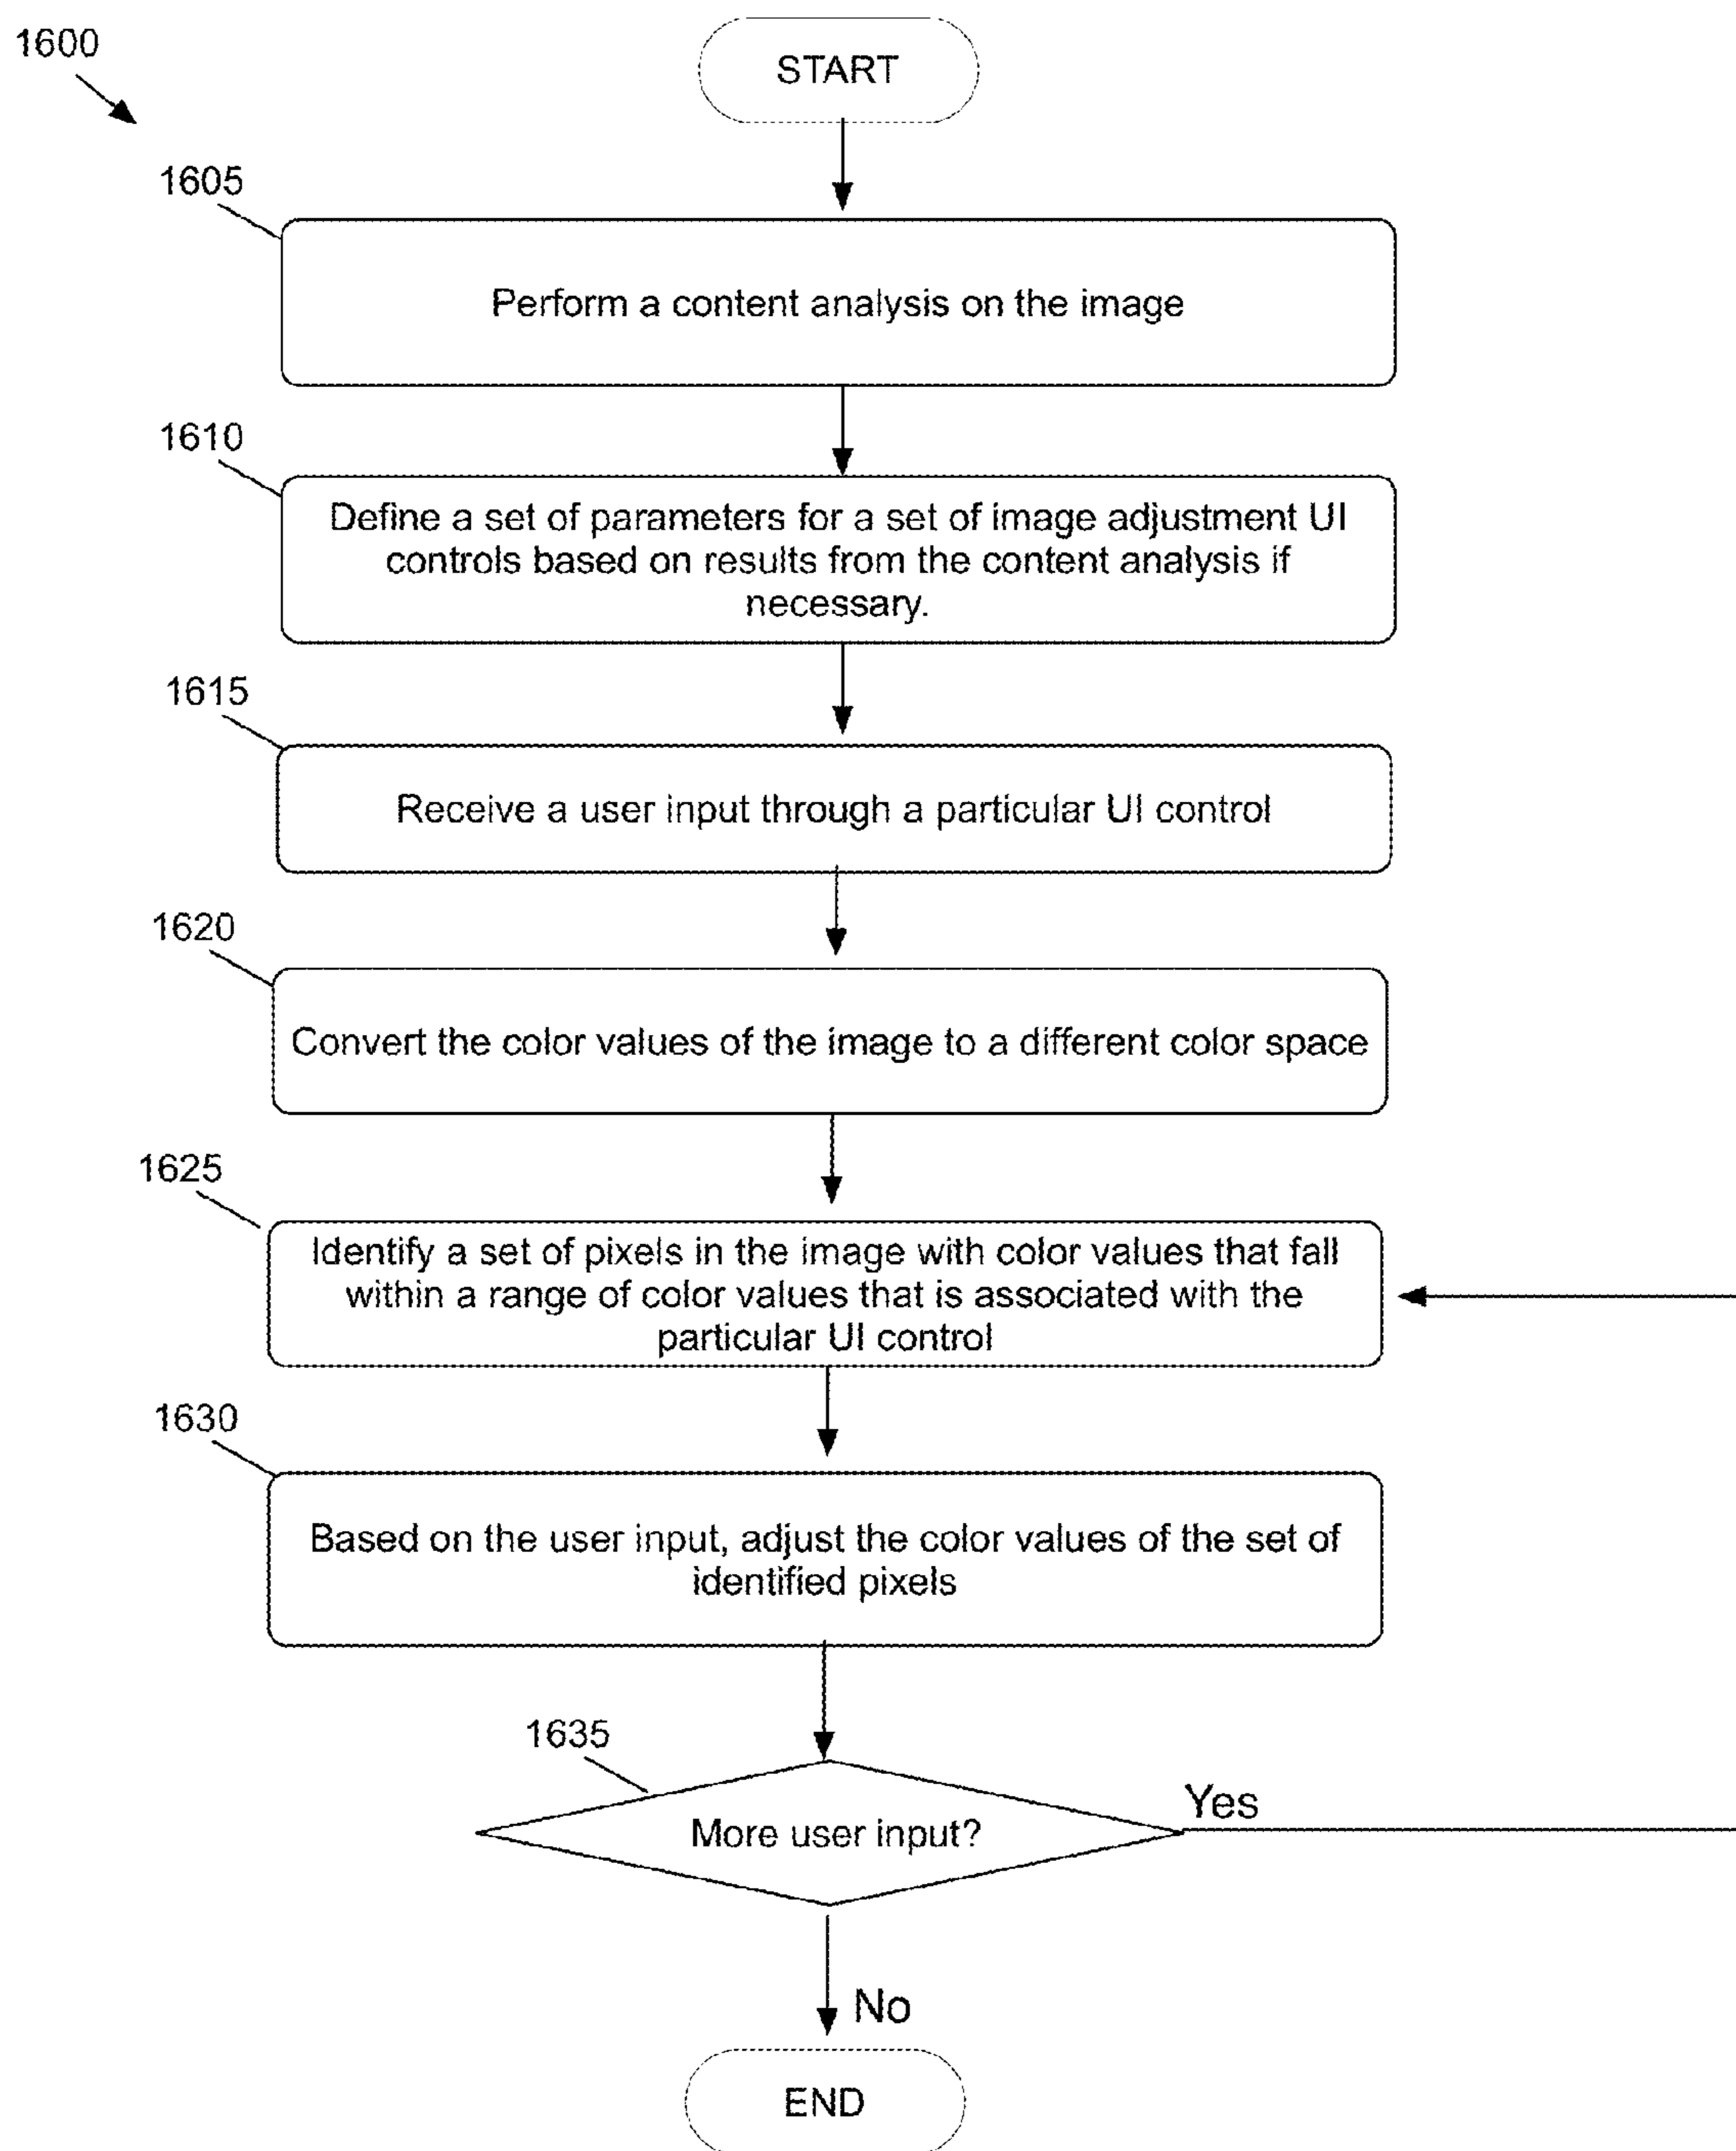 1600
START
1605
Perform a content analysis on the image
1610
Define a set of parameters for a set of image adjustment UI
controls based on results from the content analysis if
necessary.
1615
Receive a user input through a particular UI control
1620
Convert the color values of the image to a different color space
1625
Identify a set of pixels in the image with color values that fall
within a range of color values that is associated with the
particular UI control
1630
Based on the user input, adjust the color values of the set of
identified pixels
1635
More user input?
Yes
No
END